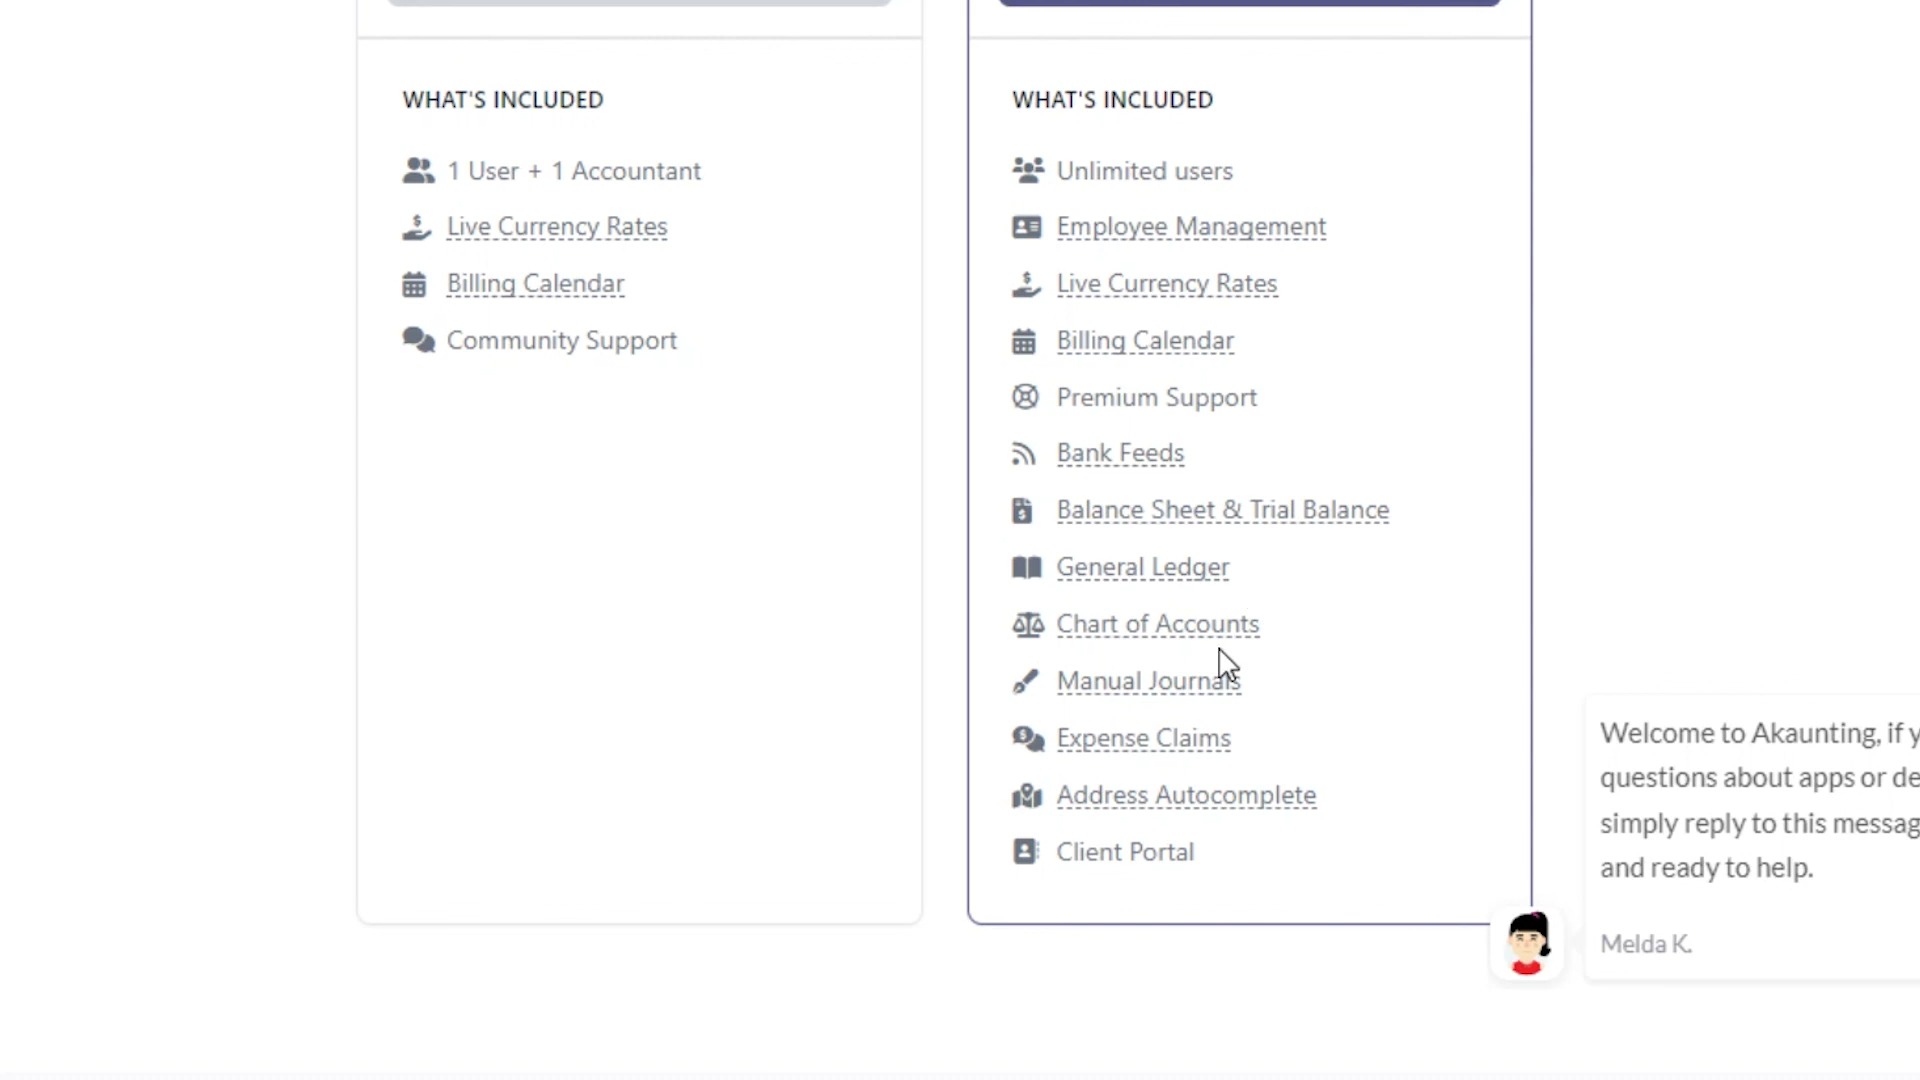 WHAT'S INCLUDED
1 User + 1 Accountant
Live Currency Rates
Billing Calendar
Community Support
WHAT'S INCLUDED
Unlimited users
Employee Management
Live Currency Rates
Billing Calendar
Premium Support
Bank Feeds
Balance Sheet & Trial Balance
General Ledger
Chart of Accounts
Manual Journals
Expense Claims
Address Autocomplete
Client Portal
Welcome to Akaunting, if
questions about apps or
simply reply to this
and ready to help.
Melda K.